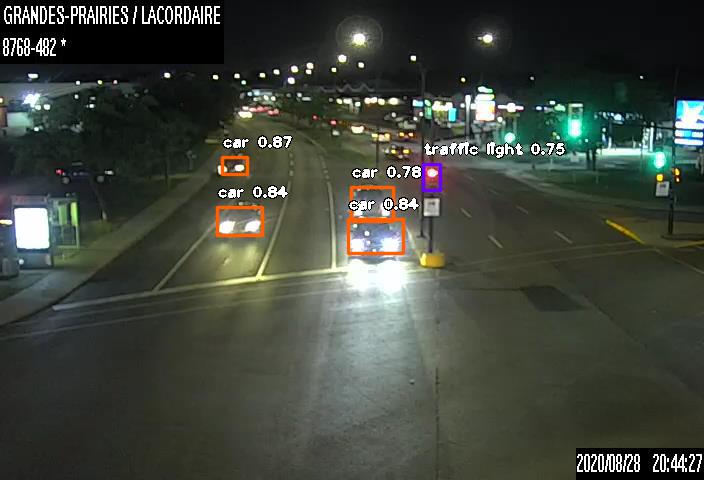 GRANDES-PRAIRIES / LACORDAIRE
8768-482 *
car 0.87
traffic light 0.75
car 0.78
car 0.84
car 0.84
2020/08/28 20:44:27